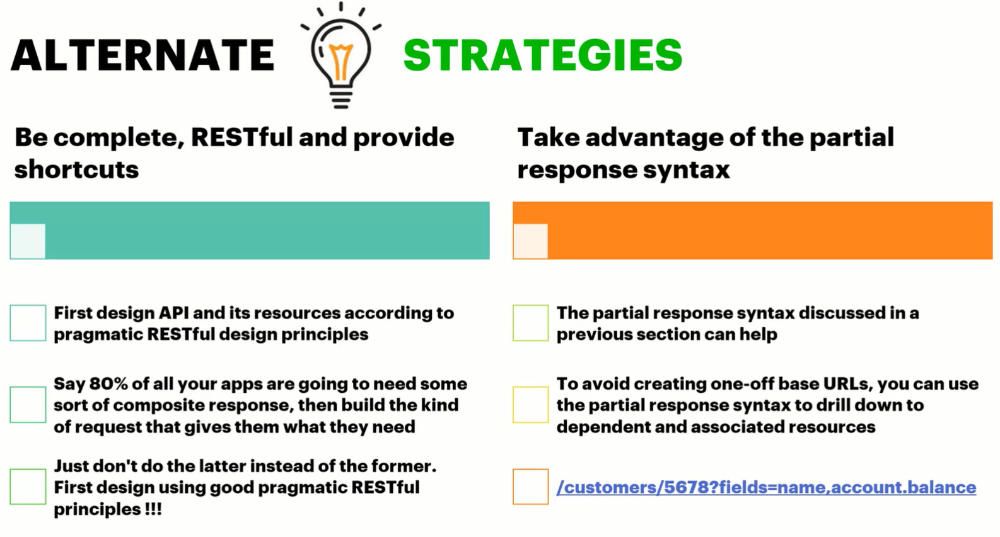 ALTERNATE STRATEGIES
Be complete, RESTful and provide
shortcuts
First design API and its resources according to
pragmatic RESTful design principles
Say 80% of all your apps are going to need some
sort of composite response, then build the kind
of request that gives them what they need
Just don't do the latter instead of the former.
First design using good pragmatic RESTful
principles !!!
Take advantage of the partial
response syntax
The partial response syntax discussed in a
previous section can help
To avoid creating one-off base URLs, you can use
the partial response syntax to drill down to
dependent and associated resources
/customers/5678?fields=name,account.balance